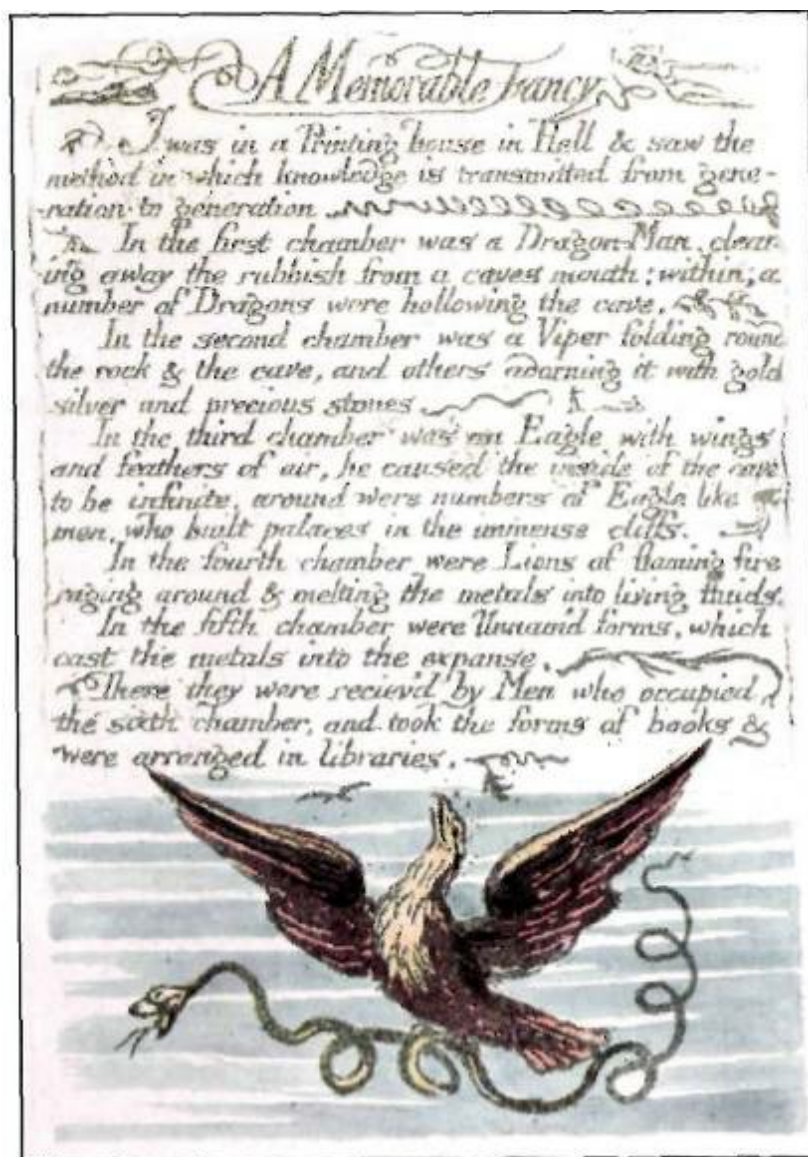 A Memorable Fancy
I was in a Printing house in Hell & saw the
method in which knowledge is transmitted from gene-
-ration to generation
In the first chamber was a Dragon-Man, clear-
ing away the rubbish from a caves mouth; within, a
number of Dragons were hollowing the cave,
In the second chamber was a Viper folding round
the rock & the cave, and others adorning it with gold
silver and precious stones
In the third chamber was an Eagle with wings
and feathers of air, he caused the inside of the cave
to be infinite, around were numbers of Eagle like
men, who built palaces in the immense cliffs.
In the fourth chamber were Lions of flaming fire
raging around & melting the metals into living fluids.
In the fifth chamber were Unnam'd forms, which
cast the metals into the expanse.
There they were reciev'd by Men who occupied
the sixth chamber, and took the forms of books &
were arranged in libraries.